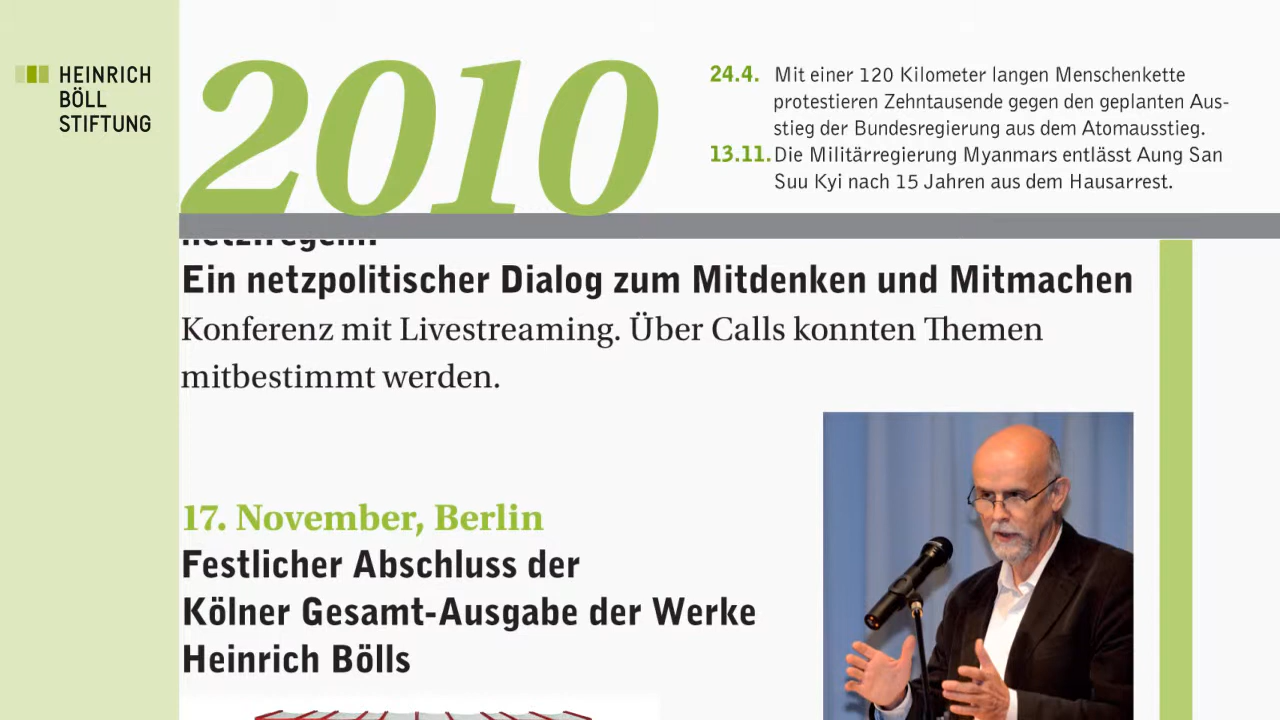 HEINRICH
BÖLL
STIFTUNG
2010
24.4. Mit einer 120 Kilometer langen Menschenkette
protestieren Zehntausende gegen den geplanten Aus-
stieg der Bundesregierung aus dem Atomausstieg.
13.11. Die Militärregierung Myanmars entlässt Aung San
Suu Kyi nach 15 Jahren aus dem Hausarrest.
Ein netzpolitischer Dialog zum Mitdenken und Mitmachen
Konferenz mit Livestreaming. Über Calls konnten Themen
mitbestimmt werden.
17. November, Berlin
Festlicher Abschluss der
Kölner Gesamt-Ausgabe der Werke
Heinrich Bölls